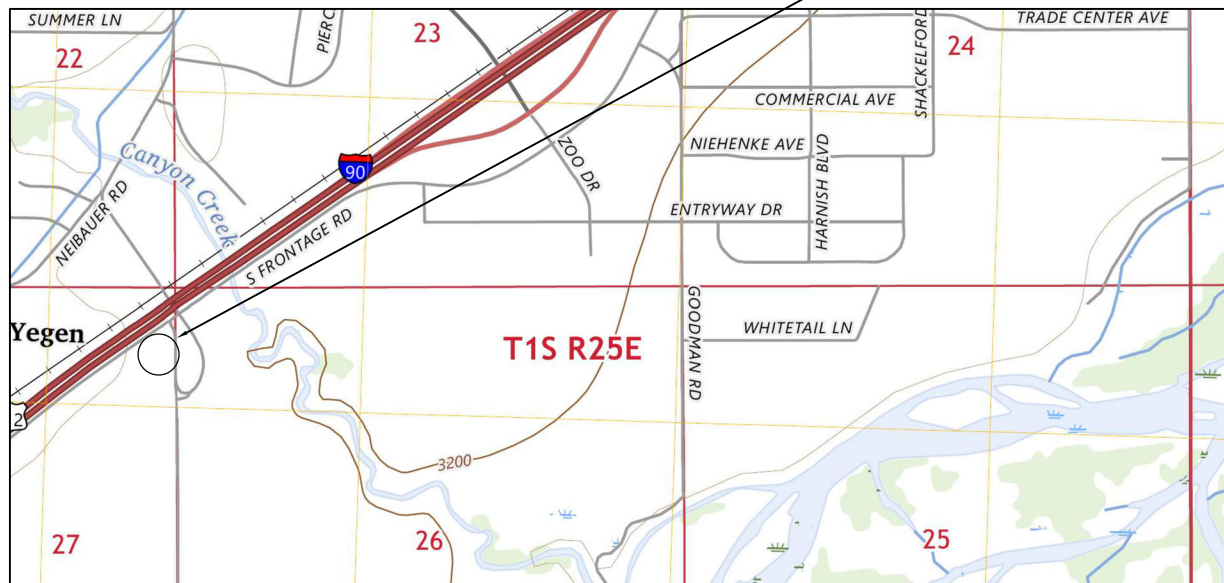 SUMMER LN
TRADE CENTER AVE
PIERC
23
22
24
SHACKELFORD
COMMERCIAL AVE
Canyon Creek
NIEHENKE AVE
ZOO DR
HARNISH BLVD
90
NEIBAUER RD
ENTRYWAY DR
S FRONTAGE RD
GOODMAN RD
WHITETAIL LN
Yegen
T1S R25E
2
3200
27
26
25